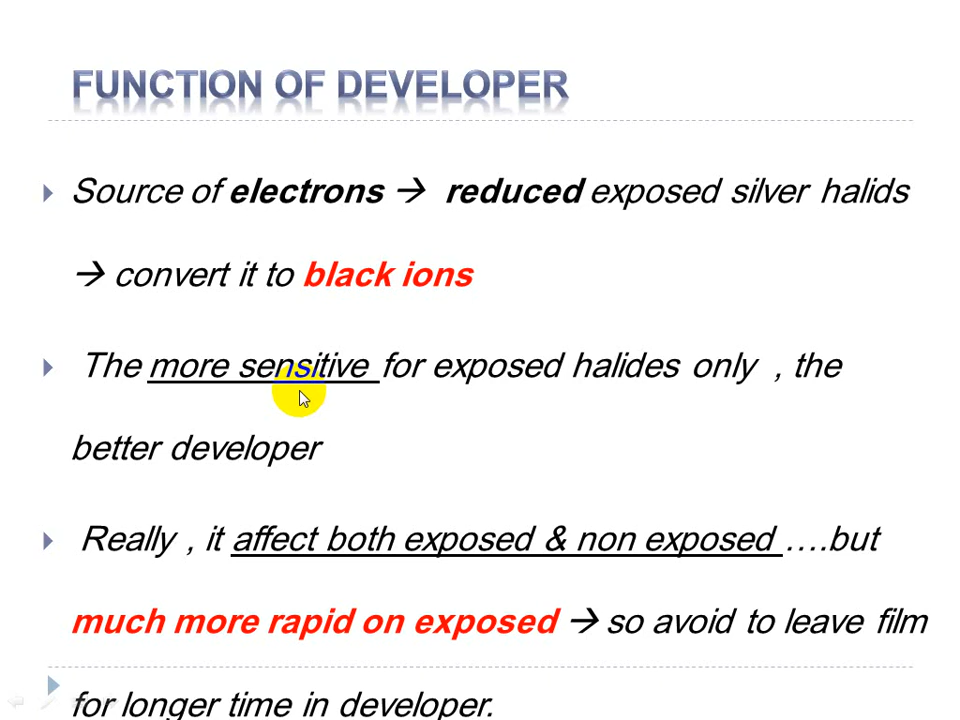 FUNCTION OF DEVELOPER
Source of electrons → reduced exposed silver halids
→ convert it to black ions
The more sensitive for exposed halides only , the
better developer
Really , it affect both exposed & non exposed ….but
much more rapid on exposed → so avoid to leave film
for longer time in developer.